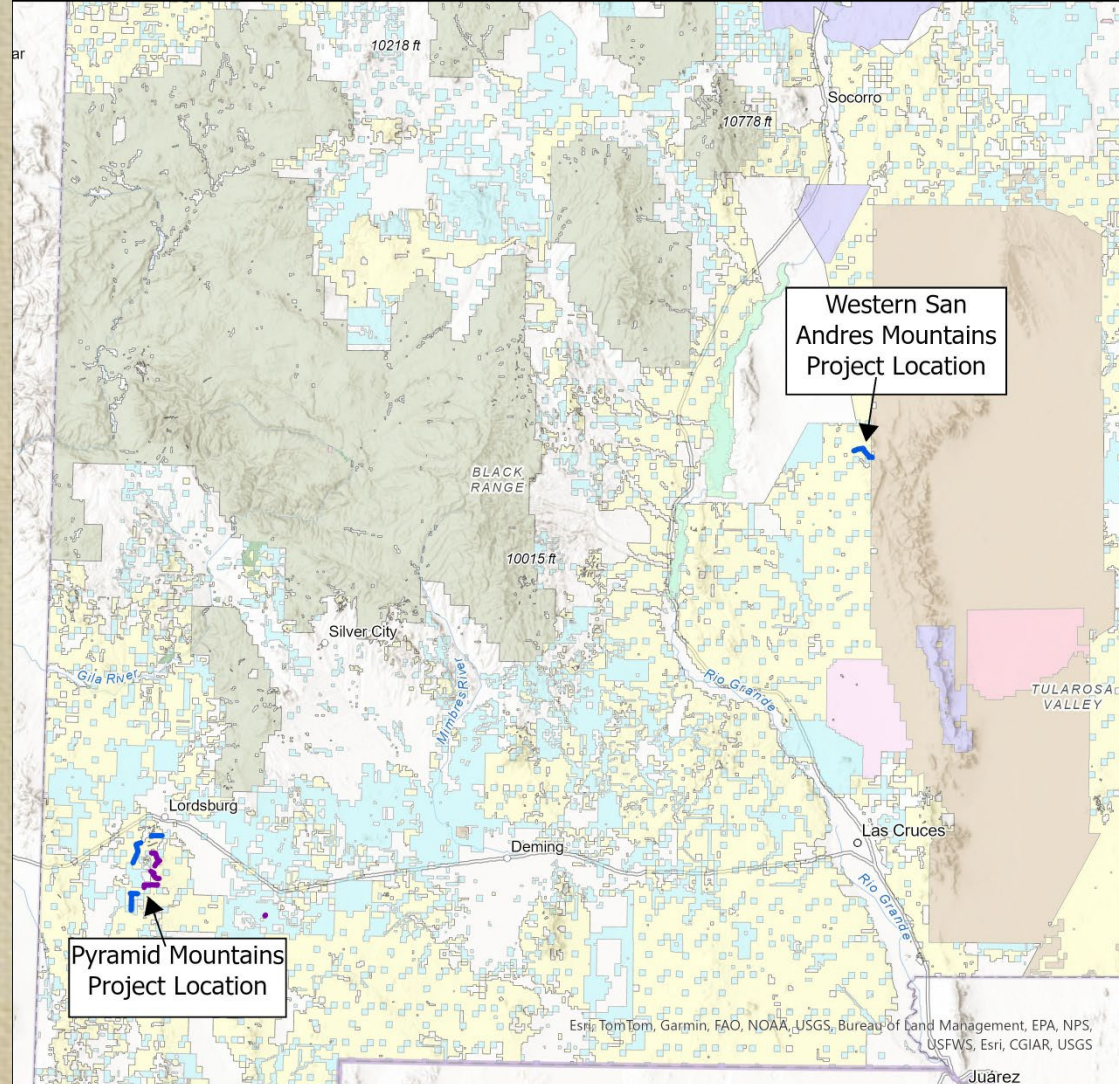 ar
10218 ft
Socorro
10778 ft
Western San
Andres Mountains
Project Location
BLACK
RANGE
10015 ft
Silver City
Gila River
Mimbres River
Rio Grande
TULAROSA
VALLEY
Lordsburg
Deming
Las Cruces
Rio Grande
Pyramid Mountains
Project Location
Esri, TomTom, Garmin, FAO, NOAA, USGS, Bureau of Land Management, EPA, NPS,
USFWS, Esri, CGIAR, USGS
Juárez